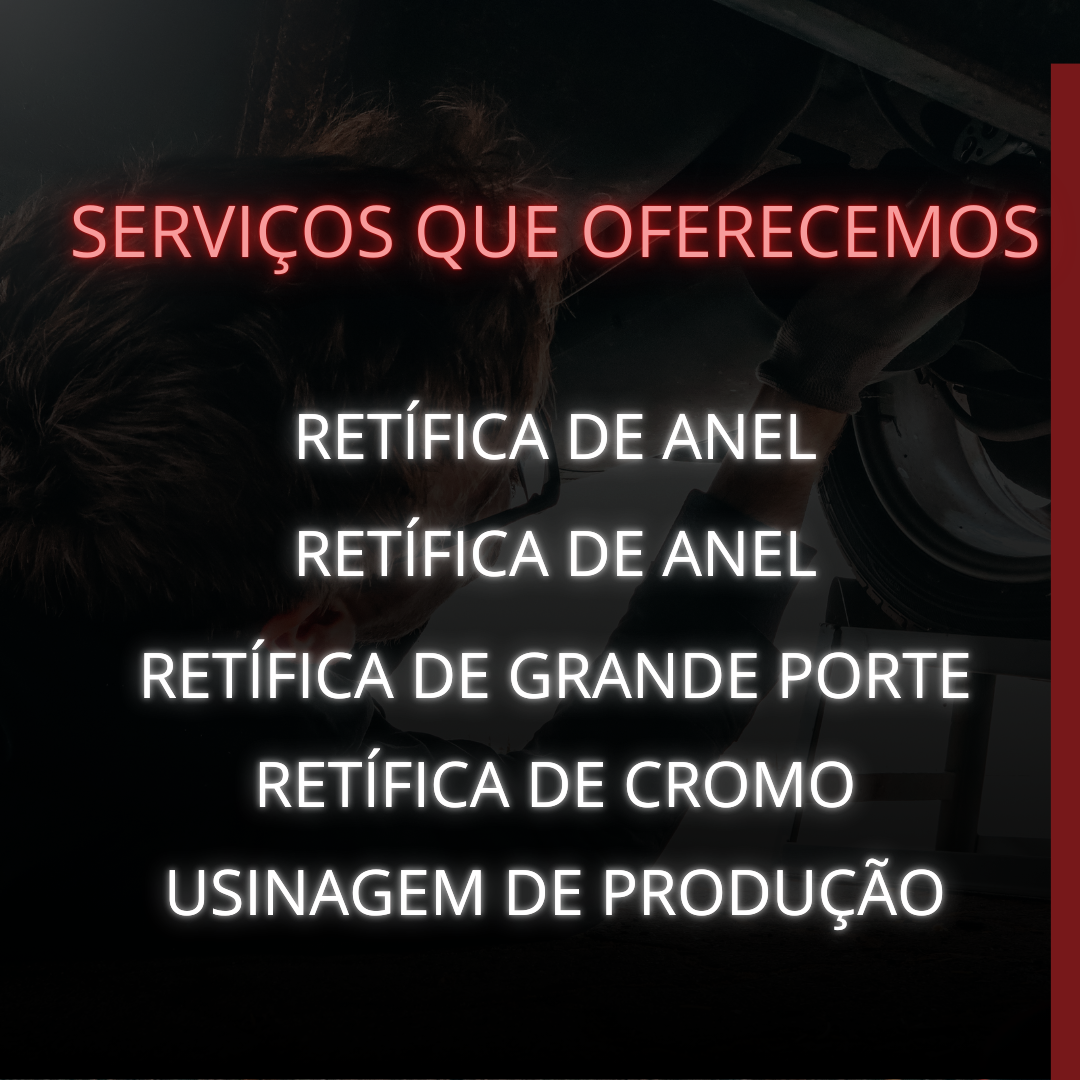 SERVIÇOS QUE OFERECEMOS
RETÍFICA DE ANEL
RETÍFICA DE ANEL
RETÍFICA DE GRANDE PORTE
RETÍFICA DE CROMO
USINAGEM DE PRODUÇÃO